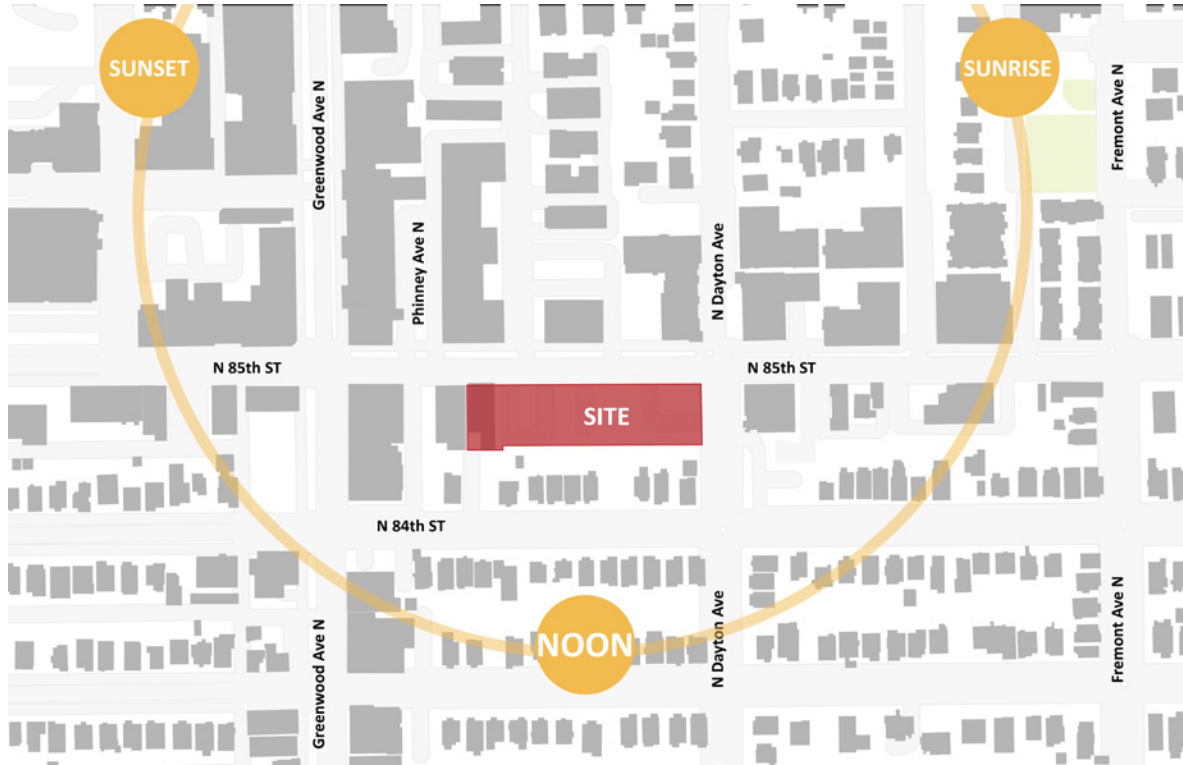 SUNSET
SUNRISE
Greenwood Ave N
Fremont Ave N
Phinney Ave N
N Dayton Ave
N 85th ST
N 85th ST
SITE
N 84th ST
NOON
Greenwood Ave N
N Dayton Ave
Fremont Ave N